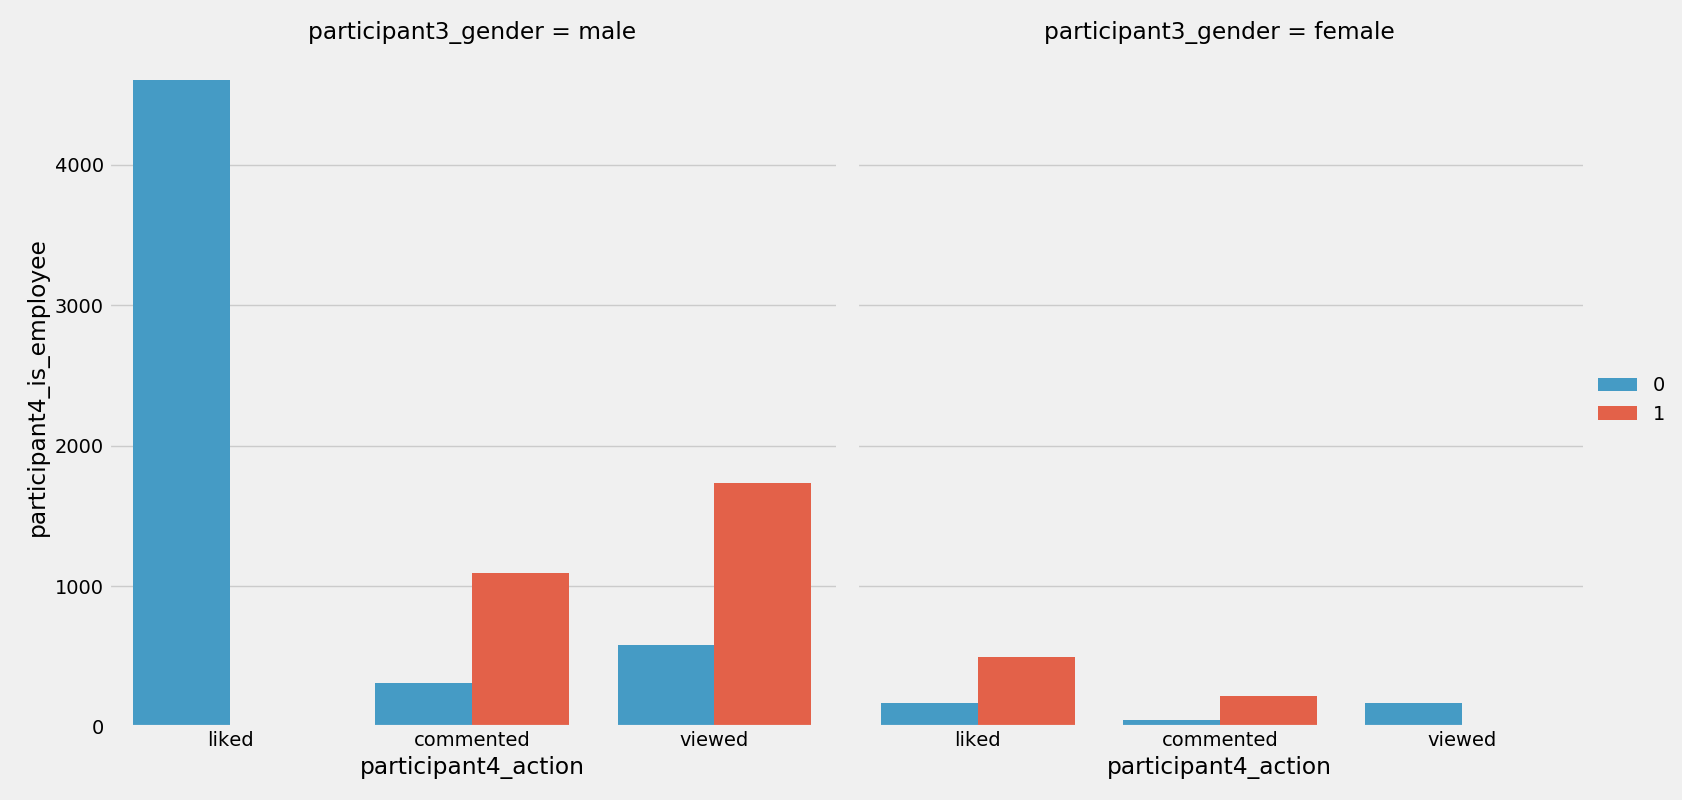 participant3_gender = male
participant3_gender = female
participant4_is_employee
4000
3000
2000
1000
0
liked
commented
viewed
participant4_action
liked
commented
viewed
participant4_action
0
1